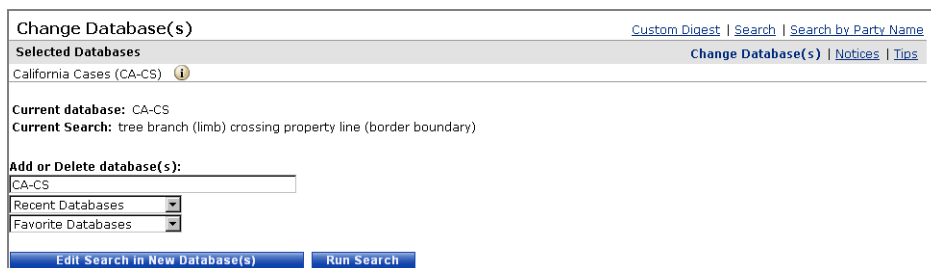 Change Database(s) Custom Digest | Search | Search by Party Name
Selected Databases Change Database(s) | Notices | Tips
California Cases (CA-CS) i
Current database: CA-CS
Current Search: tree branch (limb) crossing property line (border boundary)
Add or Delete database(s):
CA-CS
Recent Databases
Favorite Databases
Edit Search in New Database(s) Run Search